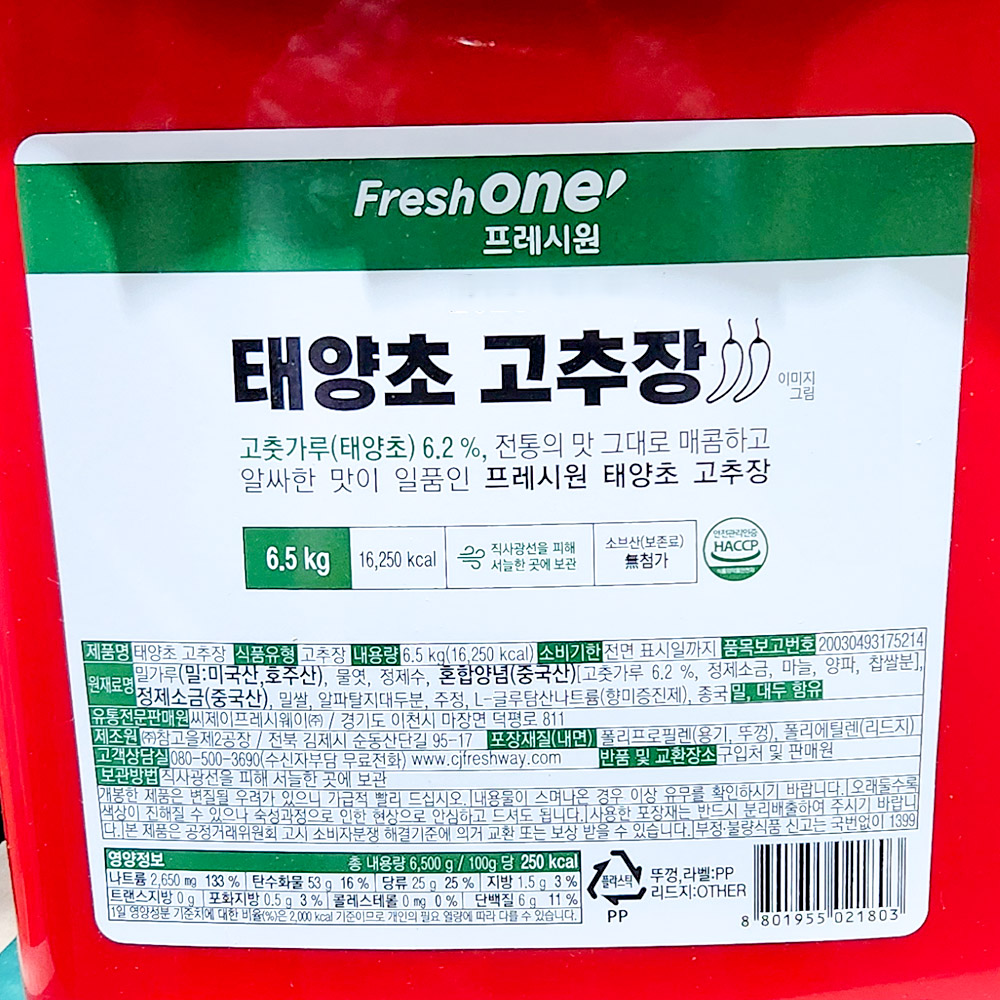 Freshone
프레시원
태양초 고추장
이미지
그림
고춧가루(태양초) 6.2 %, 전통의 맛 그대로 매콤하고
알싸한 맛이 일품인 프레시원 태양초 고추장
6.5 kg
16,250 kcal
직사광선을 피해
서늘한 곳에 보관
소브산(보존료)
無첨가
안전관리인증
HACCP
식품의약품안전처
제품명 태양초 고추장 식품유형 고추장 내용량 6.5 kg(16,250 kcal) 소비기한 전면 표시일까지 품목보고번호 20030493175214
원재료명 밀가루(밀:미국산,호주산), 물엿, 정제수, 혼합양념(중국산)[고춧가루 6.2 %, 정제소금, 마늘, 양파, 찹쌀분],
정제소금(중국산), 밀쌀, 알파탈지대두분, 주정, L-글루탐산나트륨(향미증진제), 종국 밀, 대두 함유
유통전문판매원 씨제이프레시웨이㈜ / 경기도 이천시 마장면 덕평로 811
제조원 ㈜참고을제2공장 / 전북 김제시 순동산단길 95-17 포장재질(내면) 폴리프로필렌(용기, 뚜껑), 폴리에틸렌(리드지)
고객상담실 080-500-3690(수신자부담 무료전화) www.cjfreshway.com 반품 및 교환장소 구입처 및 판매원
보관방법 직사광선을 피해 서늘한 곳에 보관
개봉한 제품은 변질될 우려가 있으니 가급적 빨리 드십시오. 내용물이 스며나온 경우 이상 유무를 확인하시기 바랍니다. 오래둘수록
색상이 진해질 수 있으나 숙성과정으로 인한 현상으로 안심하고 드셔도 됩니다. 사용한 포장재는 반드시 분리배출하여 주시기 바랍니
다. 본 제품은 공정거래위원회 고시 소비자분쟁 해결기준에 의거 교환 또는 보상 받을 수 있습니다. 부정·불량식품 신고는 국번없이 1399
영양정보 총 내용량 6,500 g / 100g 당 250 kcal
나트륨 2,650 mg 133 % 탄수화물 53 g 16 % 당류 25 g 25 % 지방 1.5 g 3 %
트랜스지방 0 g 포화지방 0.5 g 3 % 콜레스테롤 0 mg 0 % 단백질 6 g 11 %
1일 영양성분 기준치에 대한 비율(%)은 2,000 kcal 기준이므로 개인의 필요 열량에 따라 다를 수 있습니다.
플라스틱
PP
뚜껑,라벨:PP
리드지:OTHER
8 801955 021803